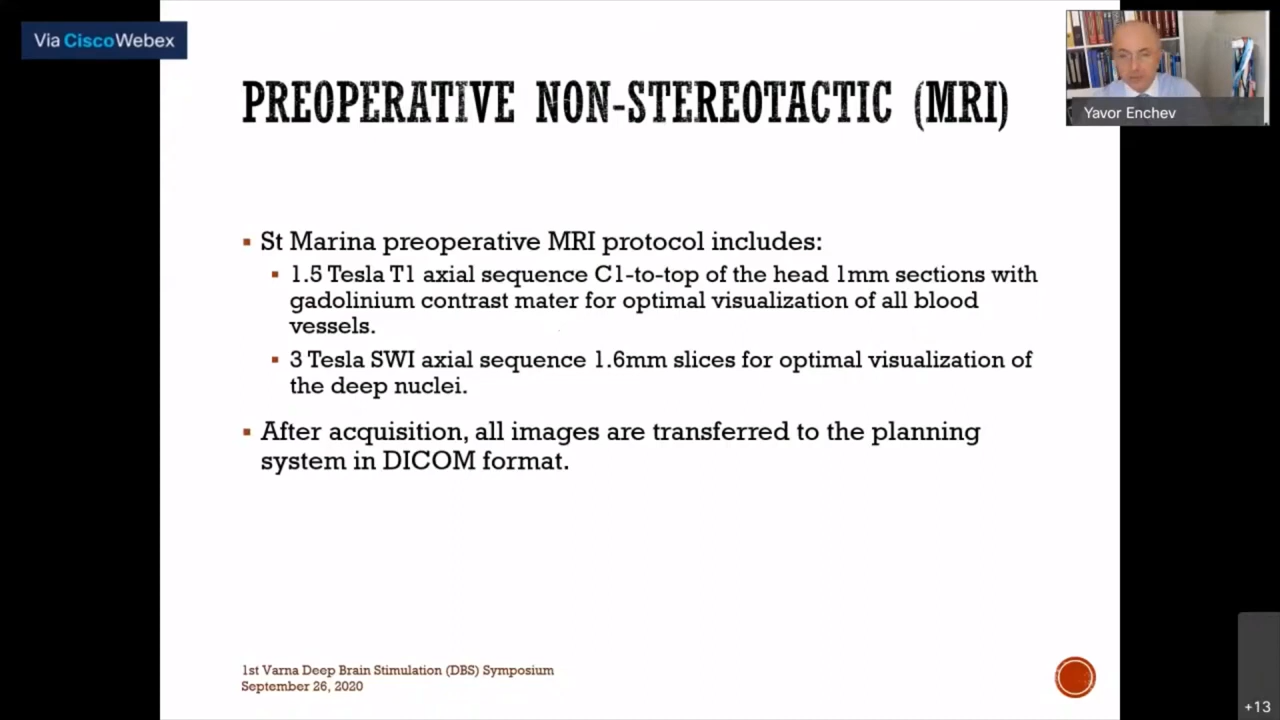 Via CiscoWebex
PREOPERATIVE NON-STEREOTACTIC (MRI)
Yavor Enchev
▪ St Marina preoperative MRI protocol includes:
▪ 1.5 Tesla T1 axial sequence C1-to-top of the head 1mm sections with
gadolinium contrast mater for optimal visualization of all blood
vessels.
▪ 3 Tesla SWI axial sequence 1.6mm slices for optimal visualization of
the deep nuclei.
▪ After acquisition, all images are transferred to the planning
system in DICOM format.
1st Varna Deep Brain Stimulation (DBS) Symposium
September 26, 2020
+13